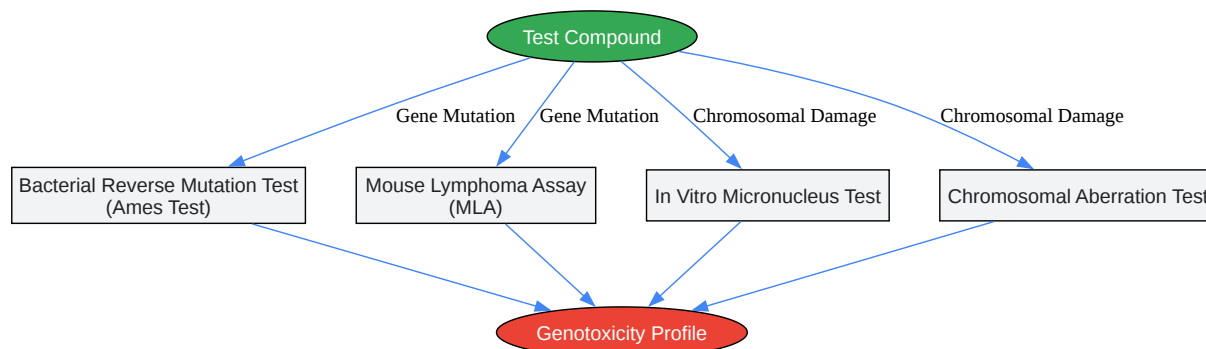 Test Compound
Gene Mutation
Gene Mutation
Chromosomal Damage
Chromosomal Damage
Bacterial Reverse Mutation Test
(Ames Test)
Mouse Lymphoma Assay
(MLA)
In Vitro Micronucleus Test
Chromosomal Aberration Test
Genotoxicity Profile